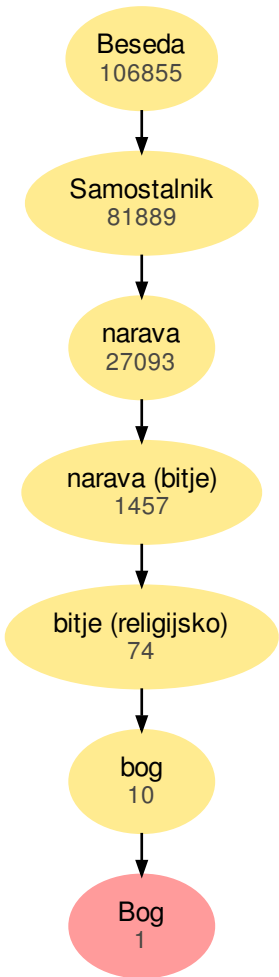 Beseda
106855
Samostalnik
81889
narava
27093
narava (bitje)
1457
bitje (religijsko)
74
bog
10
Bog
1